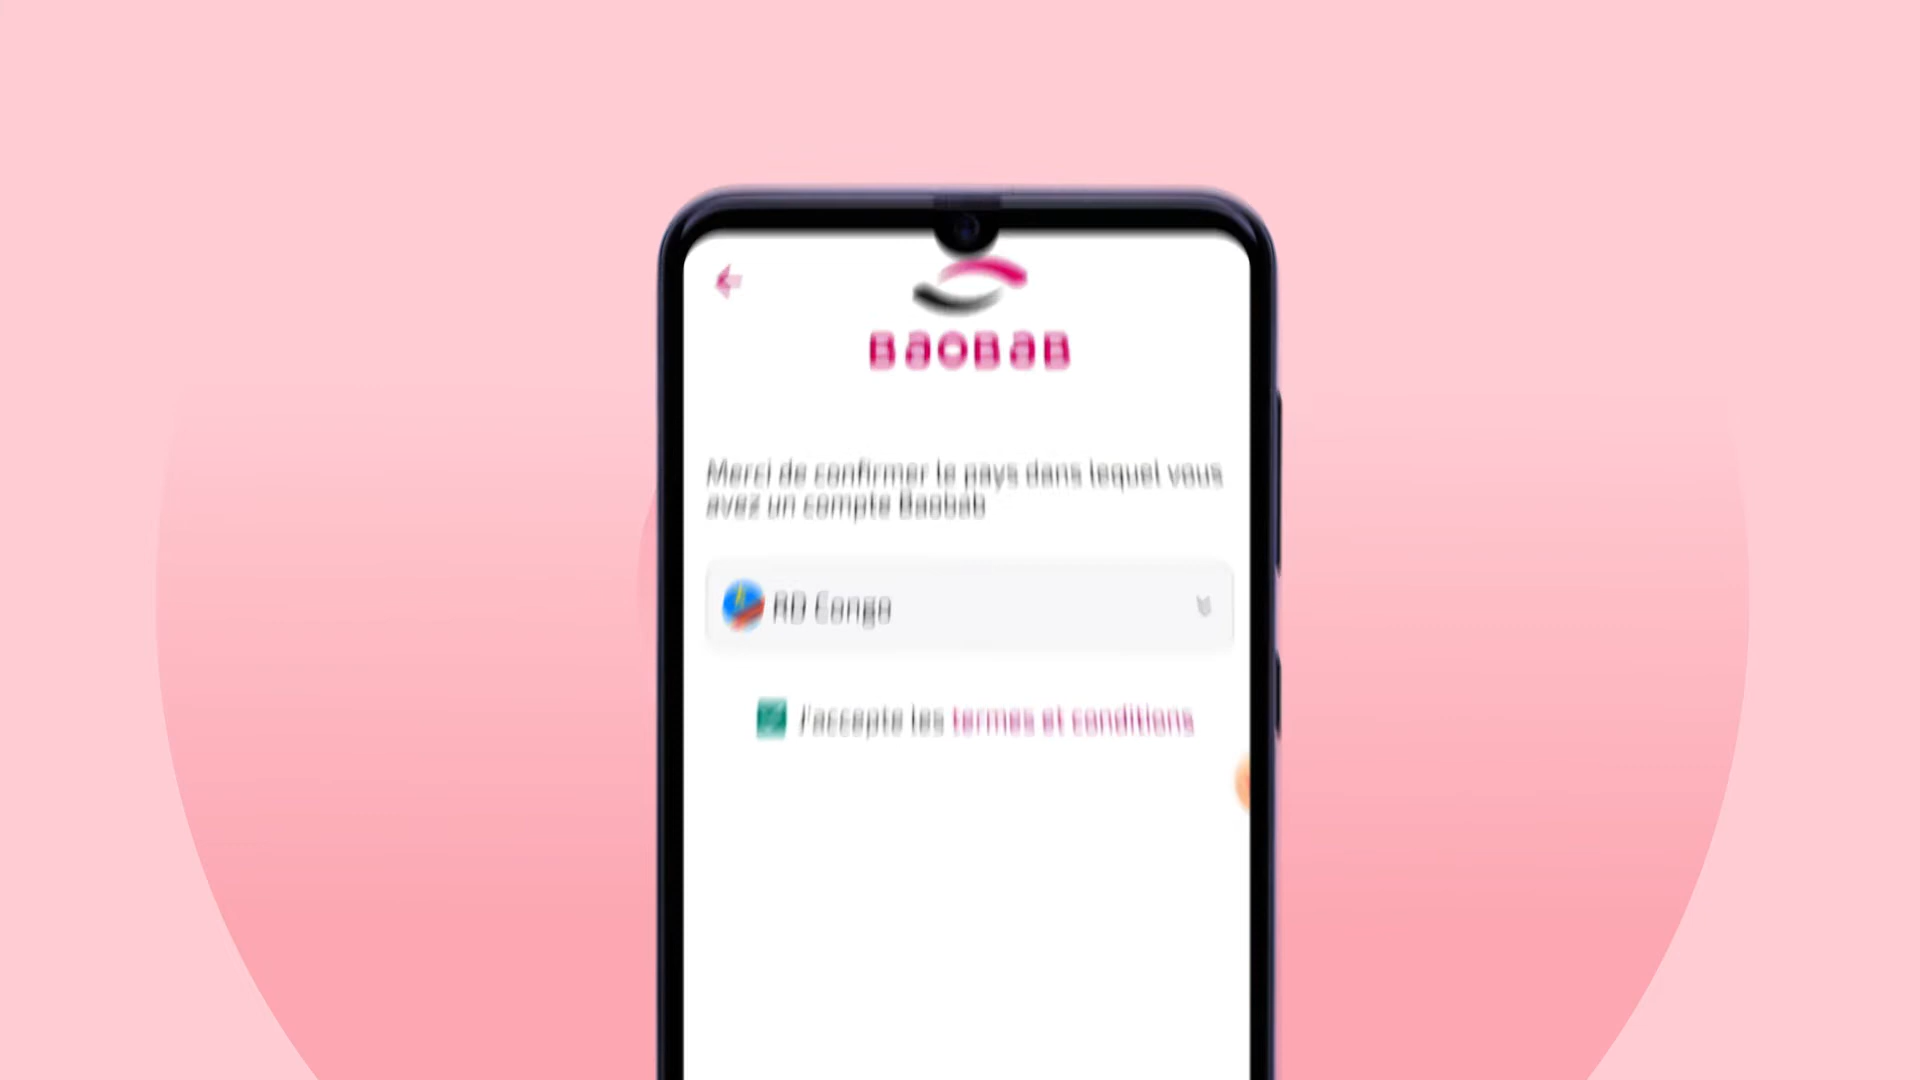 BAOBAB
Merci de confirmer le pays dans lequel vous
avez un compte Baobab
RD Congo
J'accepte les termes et conditions